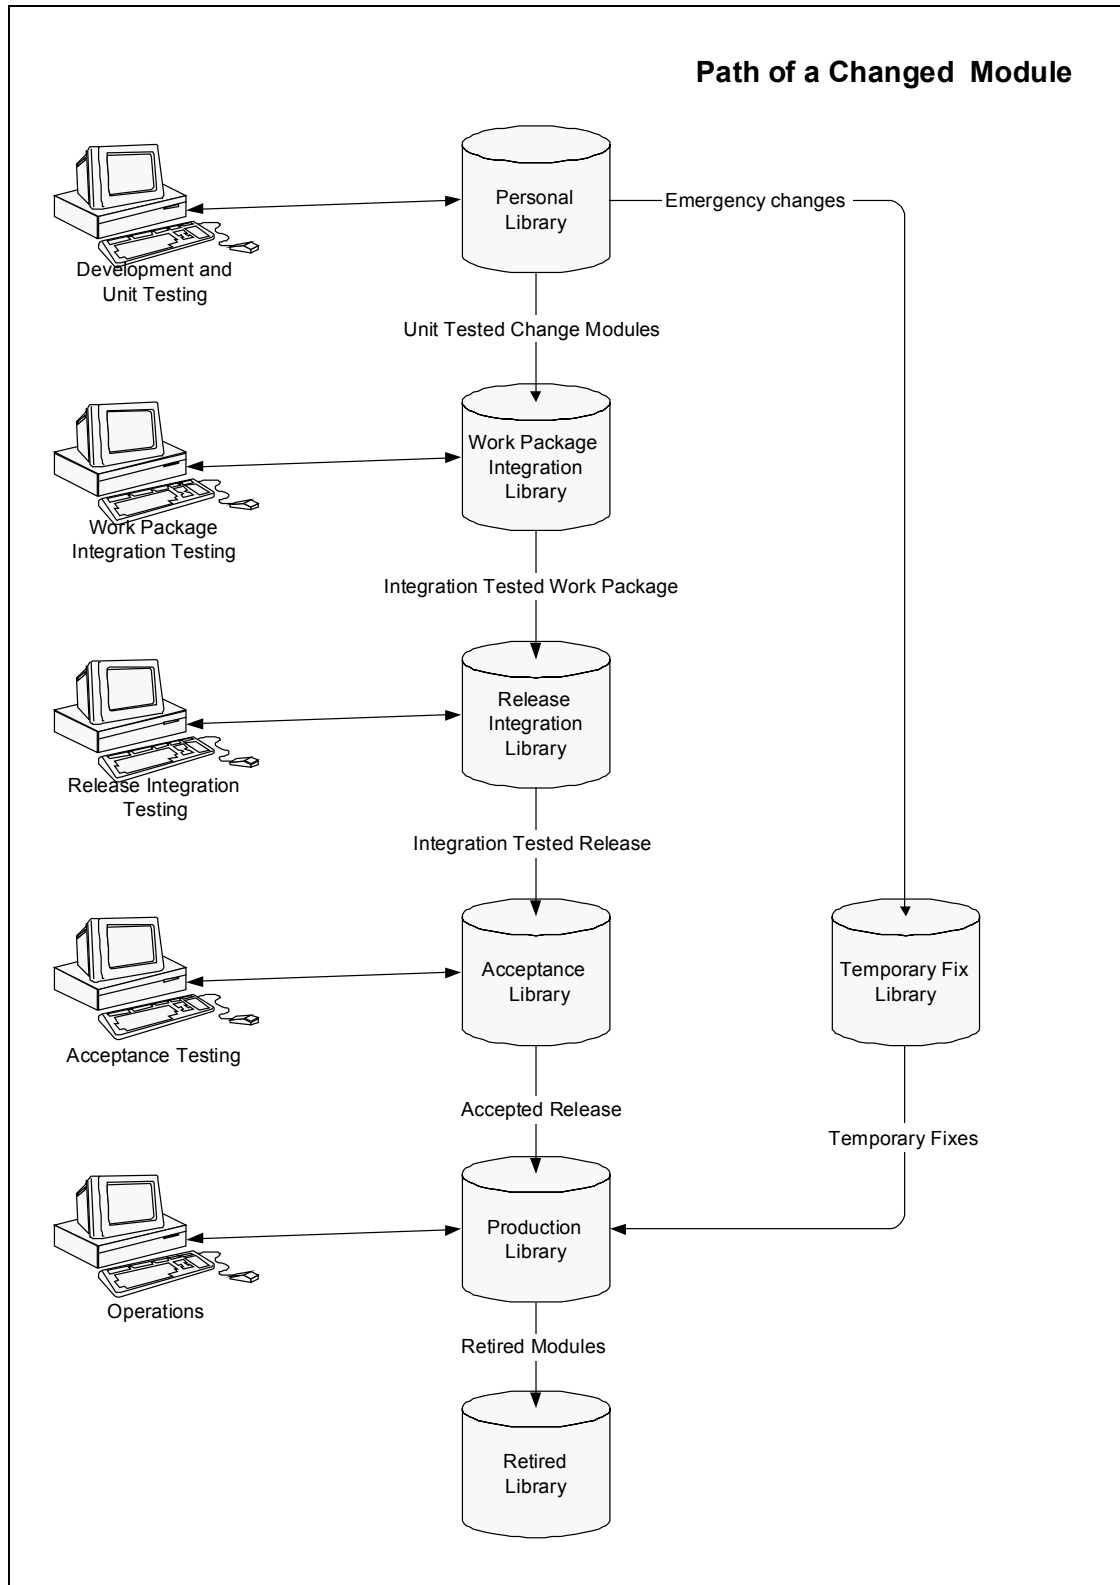 Path of a Changed  Module
Personal
Library
Emergency changes
Development and
Unit Testing
Unit Tested Change Modules
Work Package
Integration
Library
Work Package
Integration Testing
Integration Tested Work Package
Release
Integration
Library
Release Integration
Testing
Integration Tested Release
Acceptance
Library
Temporary Fix
Library
Acceptance Testing
Accepted Release
Temporary Fixes
Production
Library
Operations
Retired Modules
Retired
Library